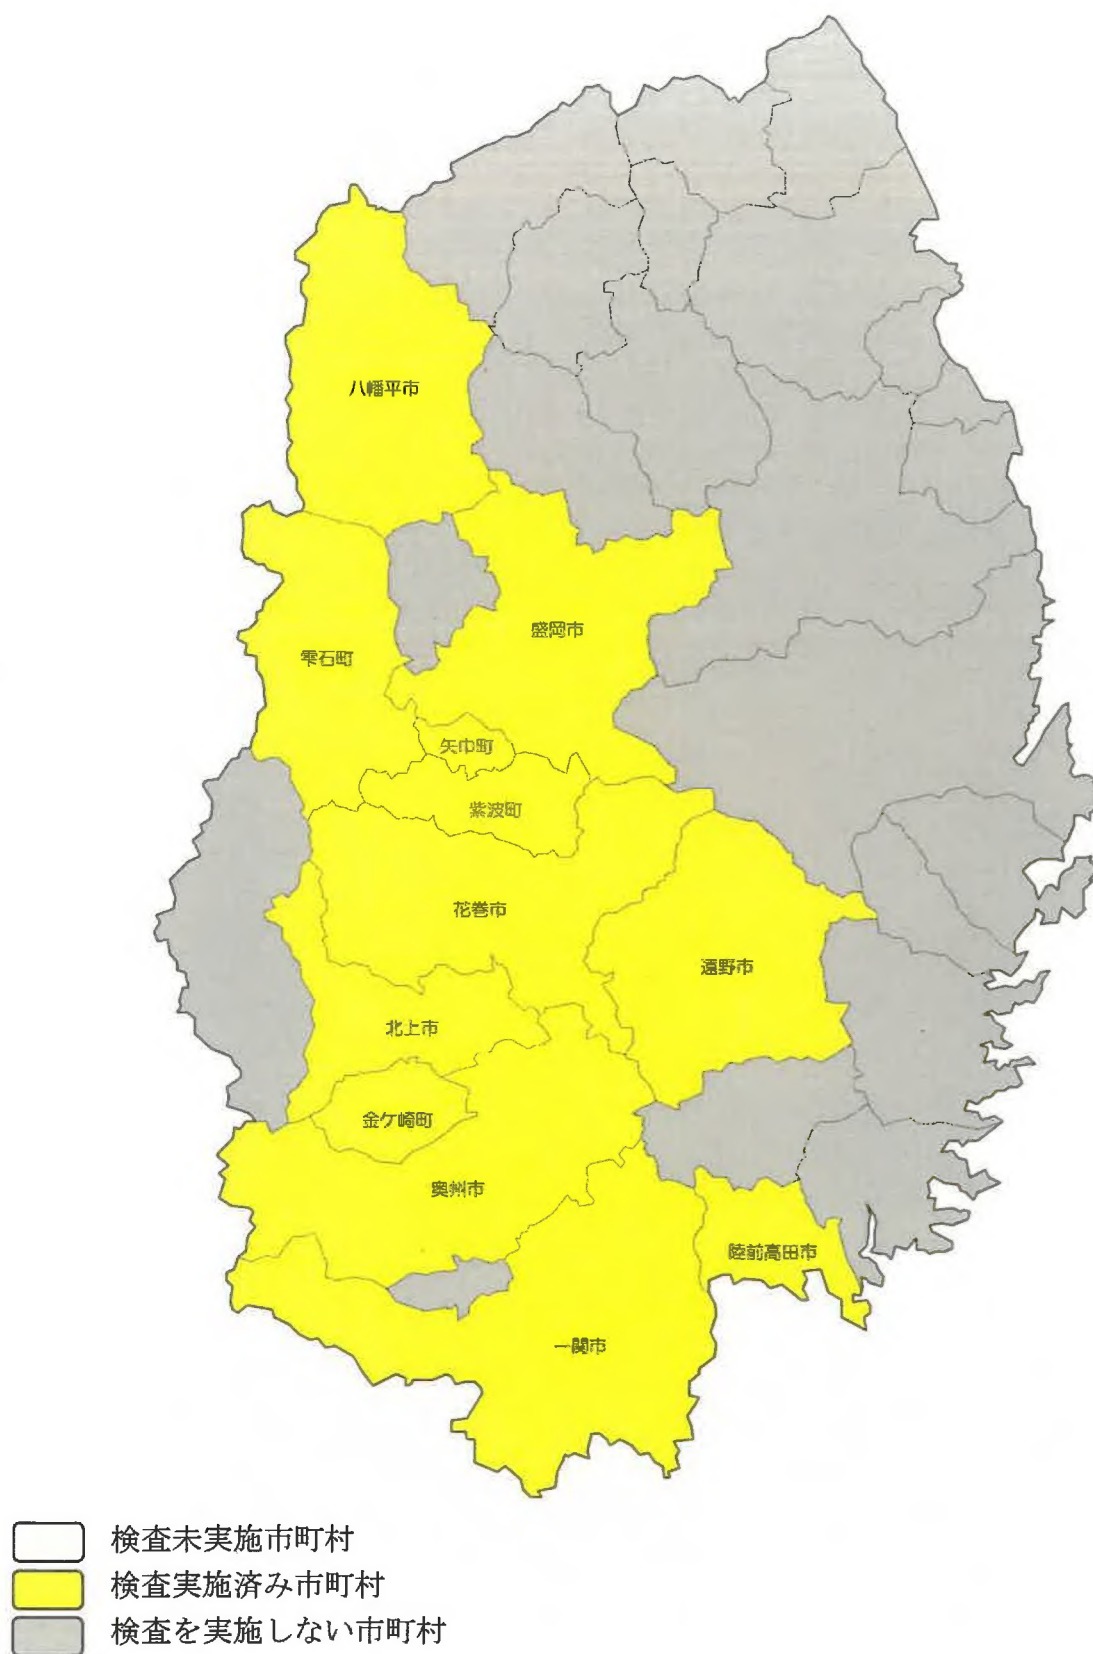 八幡平市
盛岡市
雫石町
矢巾町
紫波町
花巻市
遠野市
北上市
金ケ崎町
奥州市
陸前高田市
一関市
検査未実施市町村
検査実施済み市町村
検査を実施しない市町村